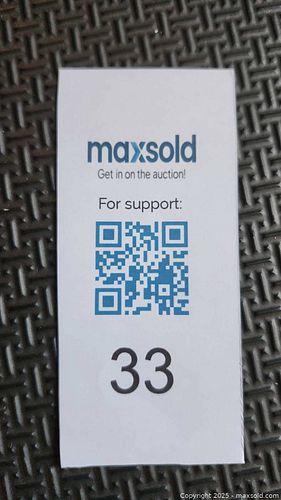 maxsold
Get in on the auction!
For support:
33
Copyright 2025 - maxsold.com